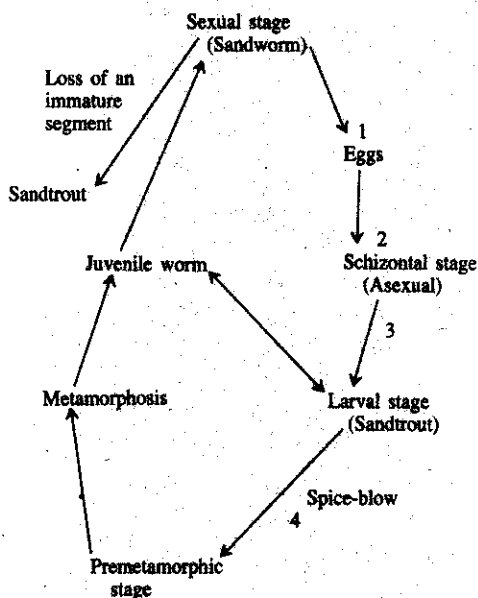 Sexual stage
(Sandworm)
Loss of an
immature
segment
1
Eggs
Sandtrout
2
Juvenile worm
Schizontal stage
(Asexual)
3
Metamorphosis
Larval stage
(Sandtrout)
Spice-blow
4
Premetamorphic
stage